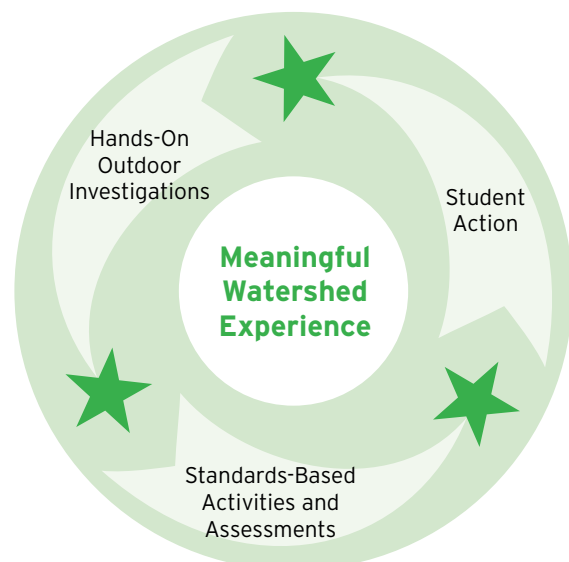 Hands-On
Outdoor
Investigations
Student
Action
Meaningful
Watershed
Experience
Standards-Based
Activities and
Assessments